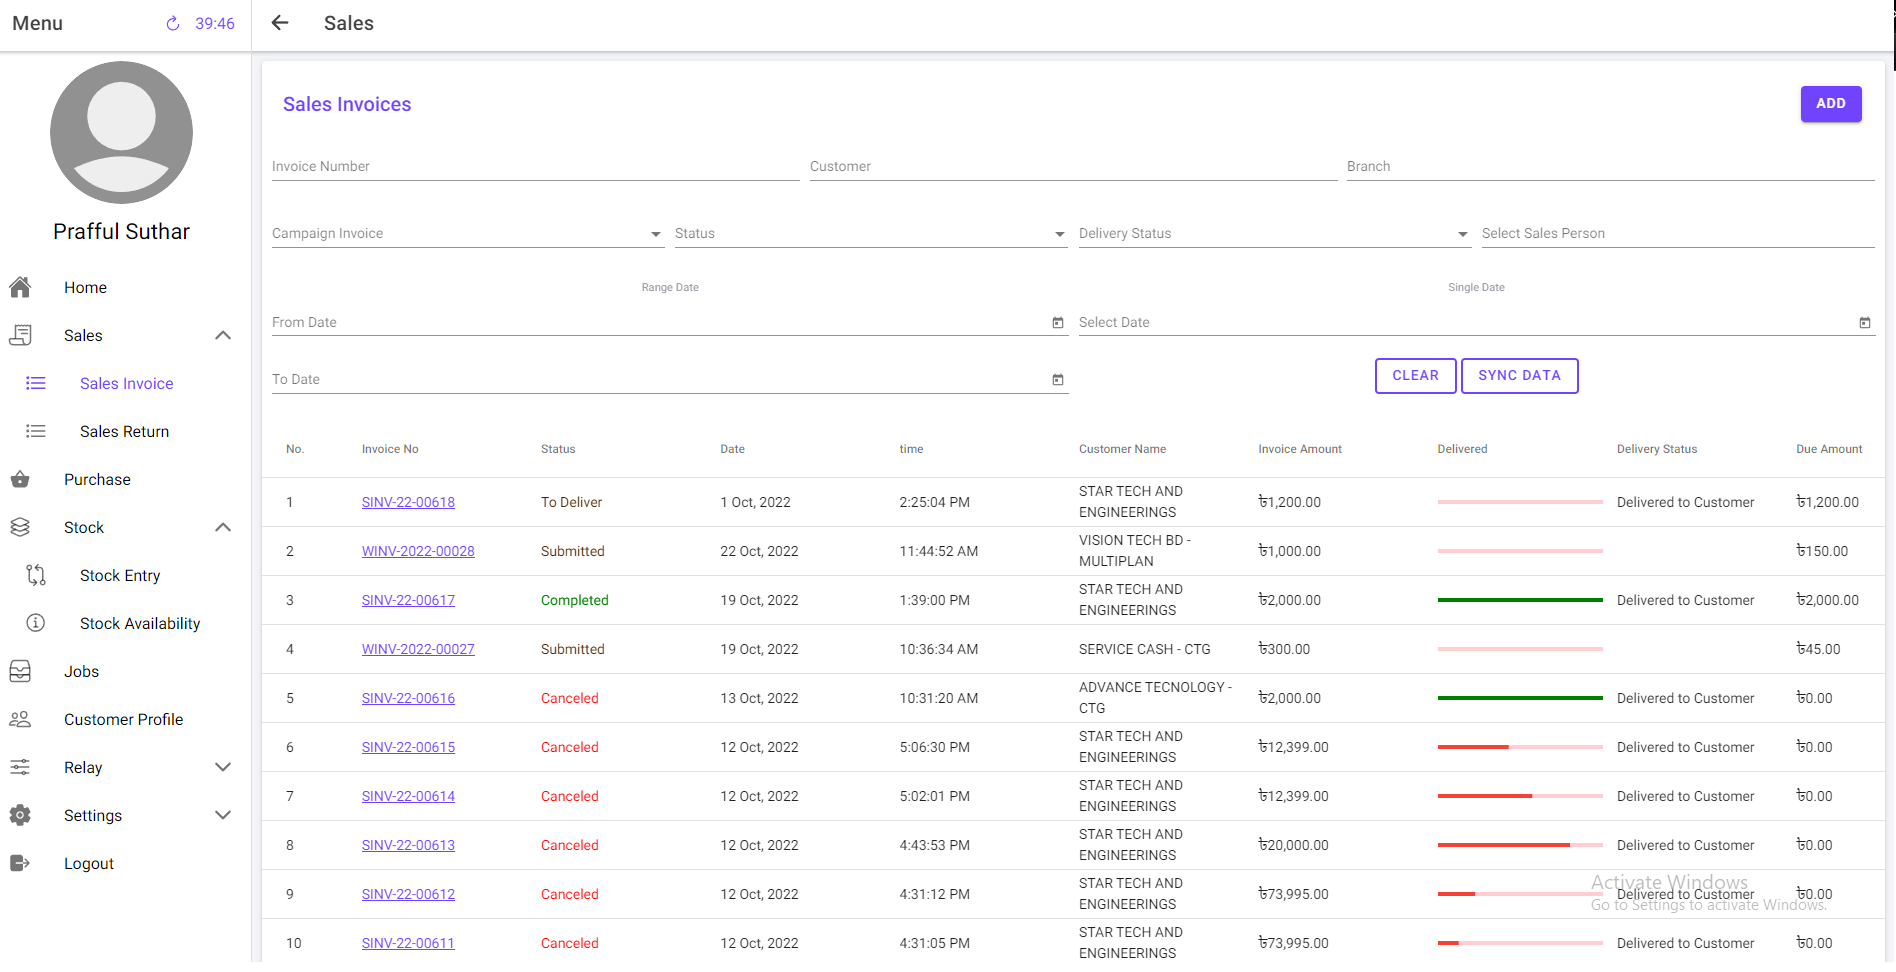 Menu 39:46
Sales
Prafful Suthar
Home
Sales
Sales Invoice
Sales Return
Purchase
Stock
Stock Entry
Stock Availability
Jobs
Customer Profile
Relay
Settings
Logout
Sales Invoices
ADD
Invoice Number Customer Branch
Campaign Invoice Status Delivery Status Select Sales Person
Range Date Single Date
From Date Select Date
To Date
CLEAR SYNC DATA
No. Invoice No Status Date time Customer Name Invoice Amount Delivered Delivery Status Due Amount
1 SINV-22-00618 To Deliver 1 Oct, 2022 2:25:04 PM STAR TECH AND ENGINEERINGS ৳1,200.00 Delivered to Customer ৳1,200.00
2 WINV-2022-00028 Submitted 22 Oct, 2022 11:44:52 AM VISION TECH BD - MULTIPLAN ৳1,000.00 ৳150.00
3 SINV-22-00617 Completed 19 Oct, 2022 1:39:00 PM STAR TECH AND ENGINEERINGS ৳2,000.00 Delivered to Customer ৳2,000.00
4 WINV-2022-00027 Submitted 19 Oct, 2022 10:36:34 AM SERVICE CASH - CTG ৳300.00 ৳45.00
5 SINV-22-00616 Canceled 13 Oct, 2022 10:31:20 AM ADVANCE TECNOLOGY - CTG ৳2,000.00 Delivered to Customer ৳0.00
6 SINV-22-00615 Canceled 12 Oct, 2022 5:06:30 PM STAR TECH AND ENGINEERINGS ৳12,399.00 Delivered to Customer ৳0.00
7 SINV-22-00614 Canceled 12 Oct, 2022 5:02:01 PM STAR TECH AND ENGINEERINGS ৳12,399.00 Delivered to Customer ৳0.00
8 SINV-22-00613 Canceled 12 Oct, 2022 4:43:53 PM STAR TECH AND ENGINEERINGS ৳20,000.00 Delivered to Customer ৳0.00
9 SINV-22-00612 Canceled 12 Oct, 2022 4:31:12 PM STAR TECH AND ENGINEERINGS ৳73,995.00 Delivered to Customer ৳0.00
10 SINV-22-00611 Canceled 12 Oct, 2022 4:31:05 PM STAR TECH AND ENGINEERINGS ৳73,995.00 Delivered to Customer ৳0.00
Activate Windows
Go to Settings to activate Windows.